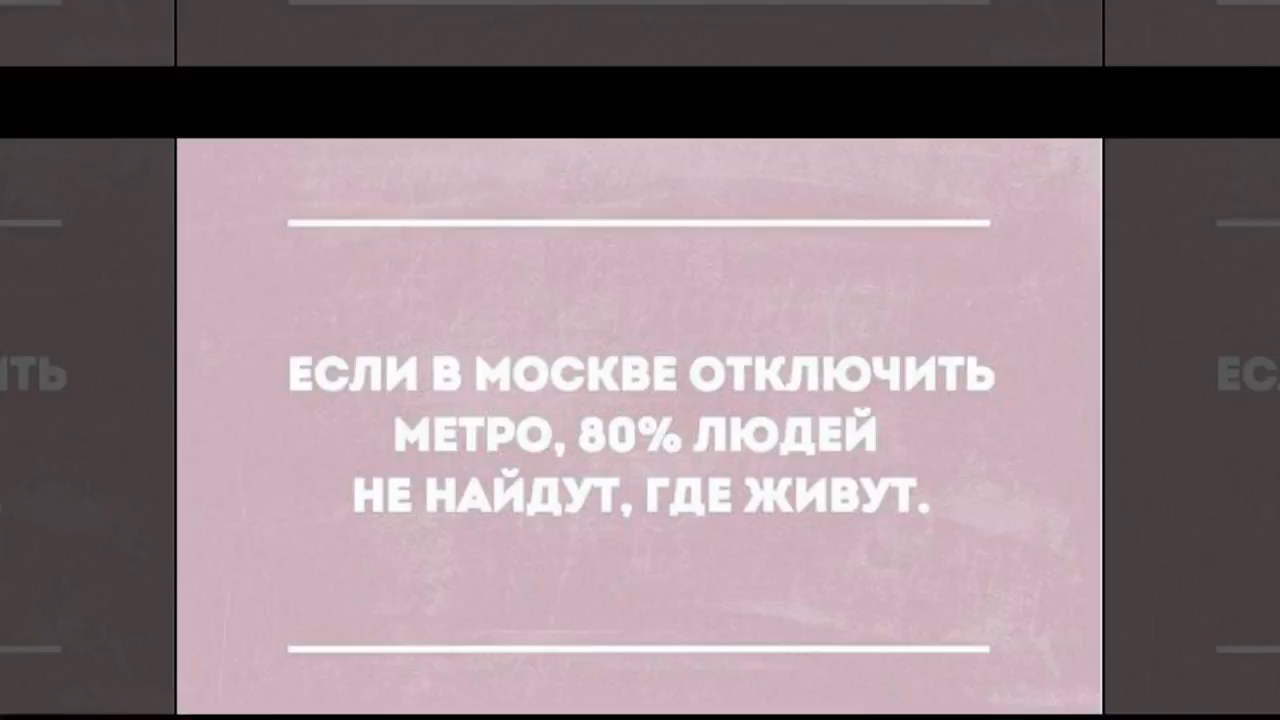 ЕСЛИ В МОСКВЕ ОТКЛЮЧИТЬ
МЕТРО, 80% ЛЮДЕЙ
НЕ НАЙДУТ, ГДЕ ЖИВУТ.